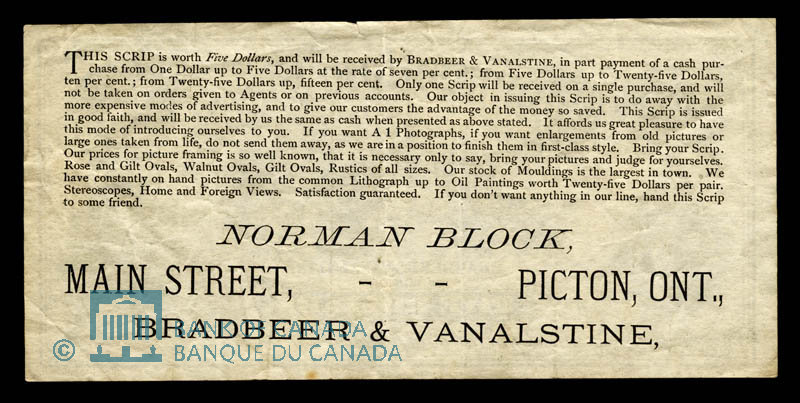 THIS SCRIP is worth Five Dollars, and will be received by BRADBEER & VANALSTINE, in part payment of a cash pur-
chase from One Dollar up to Five Dollars at the rate of seven per cent.; from Five Dollars up to Twenty-five Dollars,
ten per cent.; from Twenty-five Dollars up, fifteen per cent. Only one Scrip will be received on a single purchase, and will
not be taken on orders given to Agents or on previous accounts. Our object in issuing this Scrip is to do away with the
more expensive modes of advertising, and to give our customers the advantage of the money so saved. This Scrip is issued
in good faith, and will be received by us the same as cash when presented as above stated. It affords us great pleasure to have
this mode of introducing ourselves to you. If you want A 1 Photographs, if you want enlargements from old pictures or
large ones taken from life, do not send them away, as we are in a position to finish them in first-class style. Bring your Scrip.
Our prices for picture framing is so well known, that it is necessary only to say, bring your pictures and judge for yourselves.
Rose and Gilt Ovals, Walnut Ovals, Gilt Ovals, Rustics of all sizes. Our stock of Mouldings is the largest in town. We
have constantly on hand pictures from the common Lithograph up to Oil Paintings worth Twenty-five Dollars per pair.
Stereoscopes, Home and Foreign Views. Satisfaction guaranteed. If you don't want anything in our line, hand this Scrip
to some friend.
NORMAN BLOCK,
MAIN STREET, - - PICTON, ONT.,
BRADBEER & VANALSTINE,
© BANK OF CANADA
BANQUE DU CANADA